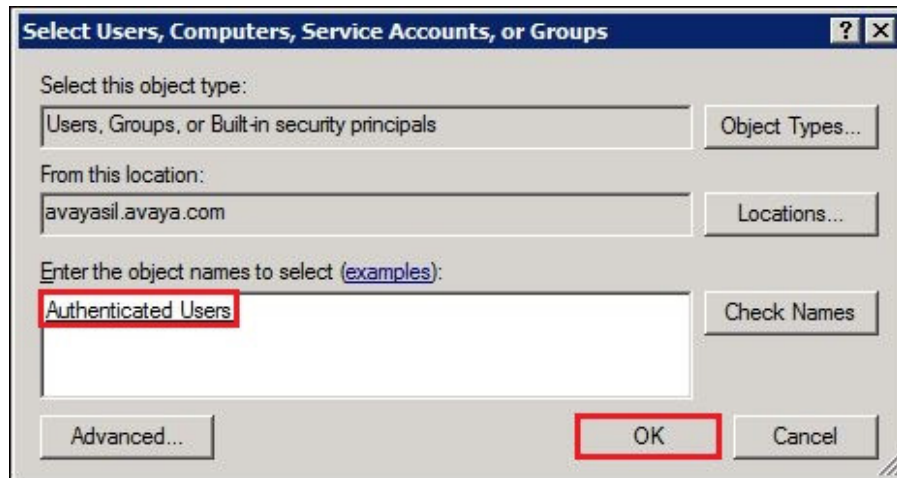 Select Users, Computers, Service Accounts, or Groups
? X
Select this object type:
Users, Groups, or Built-in security principals
Object Types...
From this location:
avayasil.avaya.com
Locations...
Enter the object names to select (examples):
Authenticated Users
Check Names
Advanced...
OK
Cancel